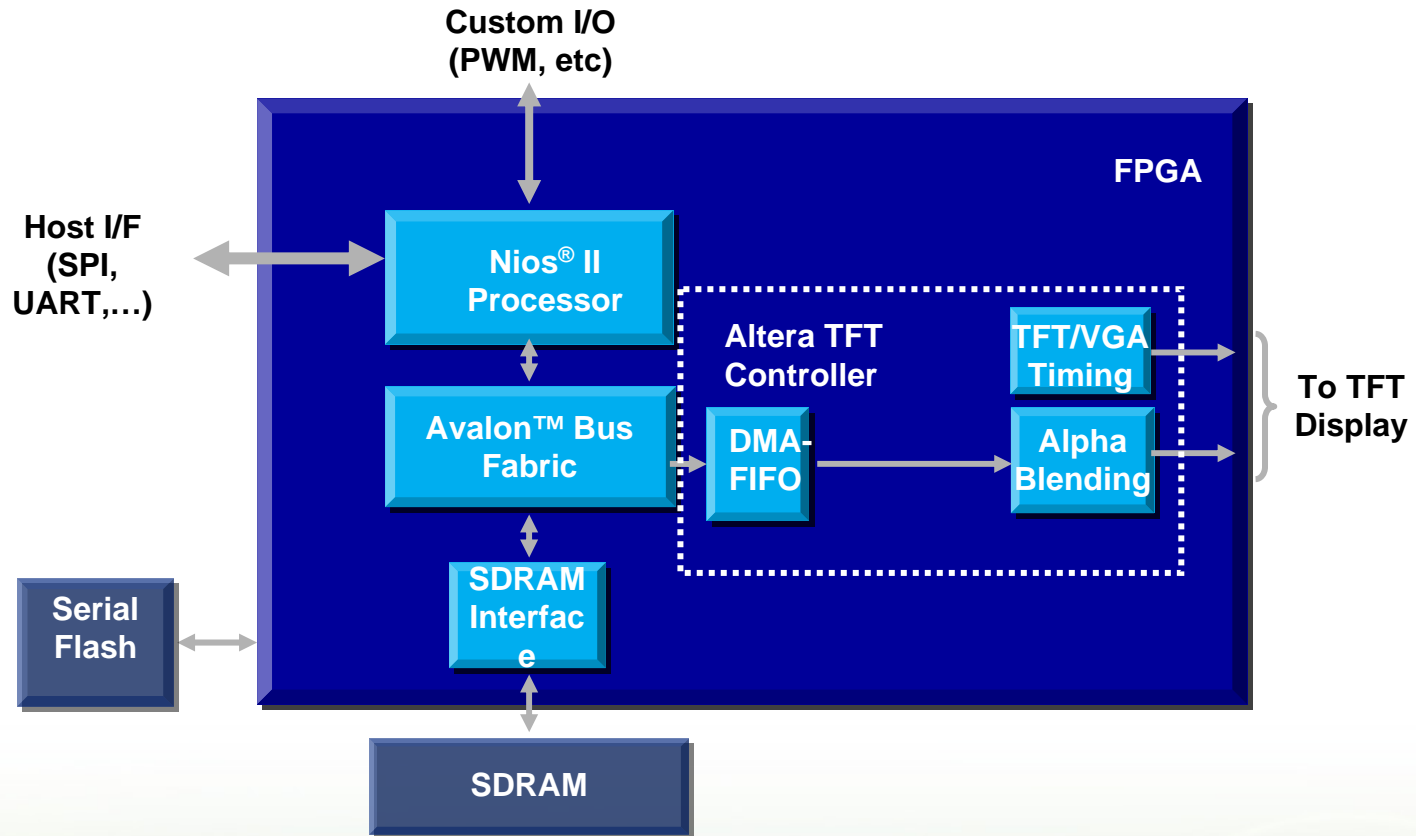 Custom I/O
(PWM, etc)
FPGA
Host I/F
(SPI,
UART,...)
Nios® II
Processor
Altera TFT
Controller
TFT/VGA
Timing
To TFT
Display
Avalon™ Bus
Fabric
DMA-
FIFO
Alpha
Blending
SDRAM
Interfac
e
Serial
Flash
SDRAM